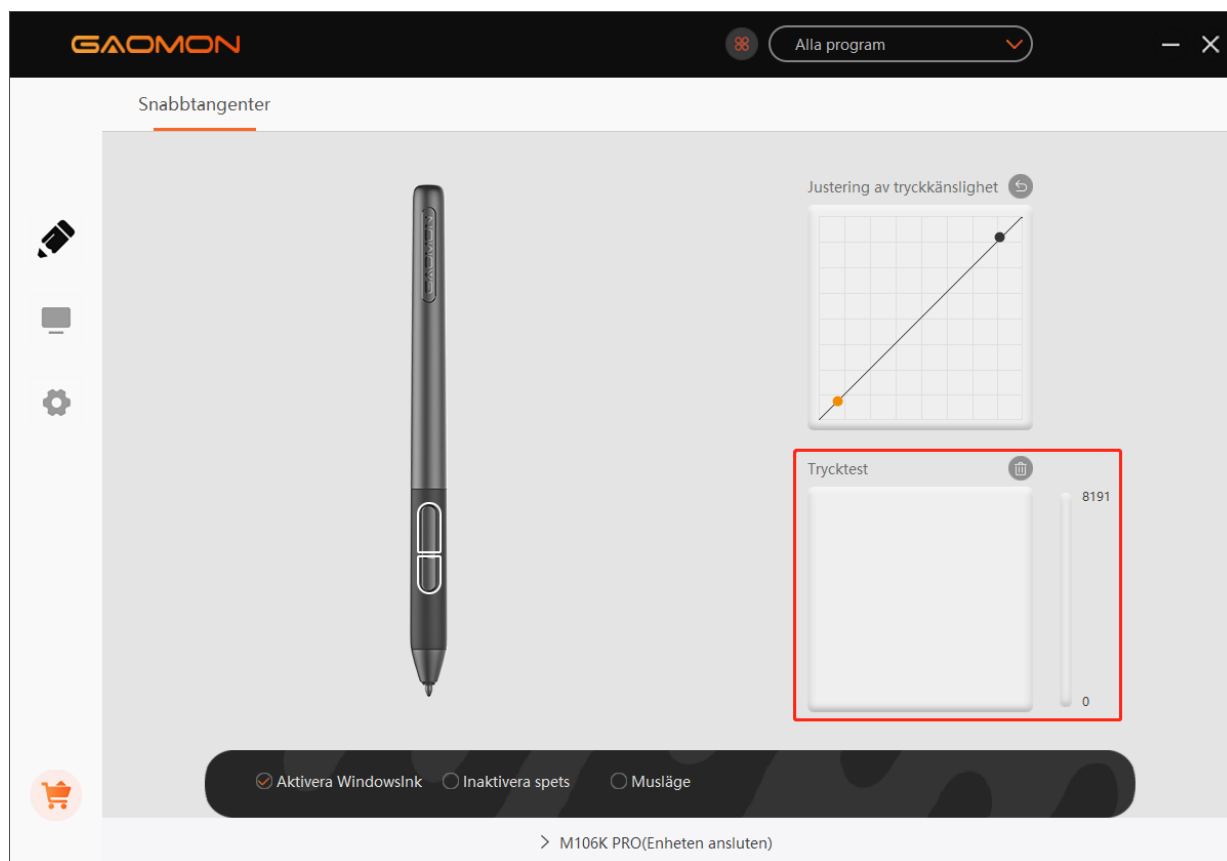 GAOMON
Alla program
Snabbtangenter
GAOMON
Justering av tryckkänslighet
Trycktest
8191
0
Aktivera WindowsInk
Inaktivera spets
Musläge
M106K PRO(Enheten ansluten)